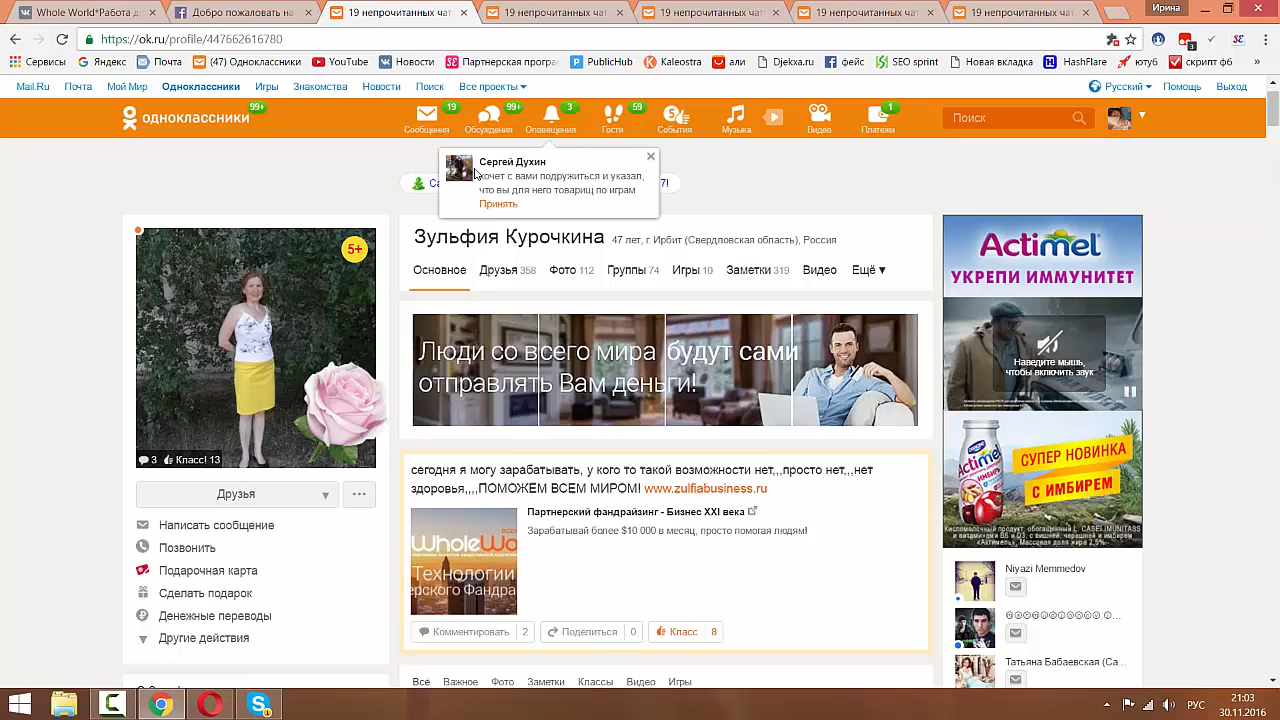 Whole World*Работа д
Добро пожаловать на
19 непрочитанных чат
19 непрочитанных чат
19 непрочитанных чат
19 непрочитанных чат
19 непрочитанных чат
Ирина
https://ok.ru/profile/447662616780
3
Сервисы
Яндекс
Почта
(47) Одноклассники
YouTube
Новости
Партнерская програм
PublicHub
Kaleostra
али
Djekxa.ru
фейс
SEO sprint
Новая вкладка
HashFlare
ютуб
скрипт фб
Mail.Ru
Почта
Мой Мир
Одноклассники
Игры
Знакомства
Новости
Поиск
Все проекты
Русский
Помощь
Выход
одноклассники
99+
Сообщения
19
Обсуждения
99+
Оповещения
3
Гости
59
События
Музыка
Видео
Платежи
1
Поиск
Сергей Духин
хочет с вами подружиться и указал,
что вы для него товарищ по играм
Принять
5+
3
Класс! 13
Зульфия Курочкина
47 лет, г. Ирбит (Свердловская область), Россия
Основное
Друзья 358
Фото 112
Группы 74
Игры 10
Заметки 319
Видео
Ещё
Люди со всего мира будут сами
отправлять Вам деньги!
Друзья
Написать сообщение
Позвонить
Подарочная карта
Сделать подарок
Денежные переводы
Другие действия
сегодня я могу зарабатывать, у кого то такой возможности нет,,,просто нет,,,нет
здоровья,,,,ПОМОЖЕМ ВСЕМ МИРОМ! www.zulfiabusiness.ru
Партнерский фандрайзинг - Бизнес XXI века
Зарабатывай более $10 000 в месяц, просто помогая людям!
WholeWo
Технологии
ерского Фандра
Комментировать 2
Поделиться 0
Класс 8
Все
Важное
Фото
Заметки
Классы
Видео
Игры
Actimel
УКРЕПИ ИММУНИТЕТ
Наведите мышь,
чтобы включить звук
DANONE
Actimel
ИМБИРЬ
СУПЕР НОВИНКА
С ИМБИРЕМ
Niyazi Memmedov
Татьяна Бабаевская (Са...
РУС
21:03
30.11.2016